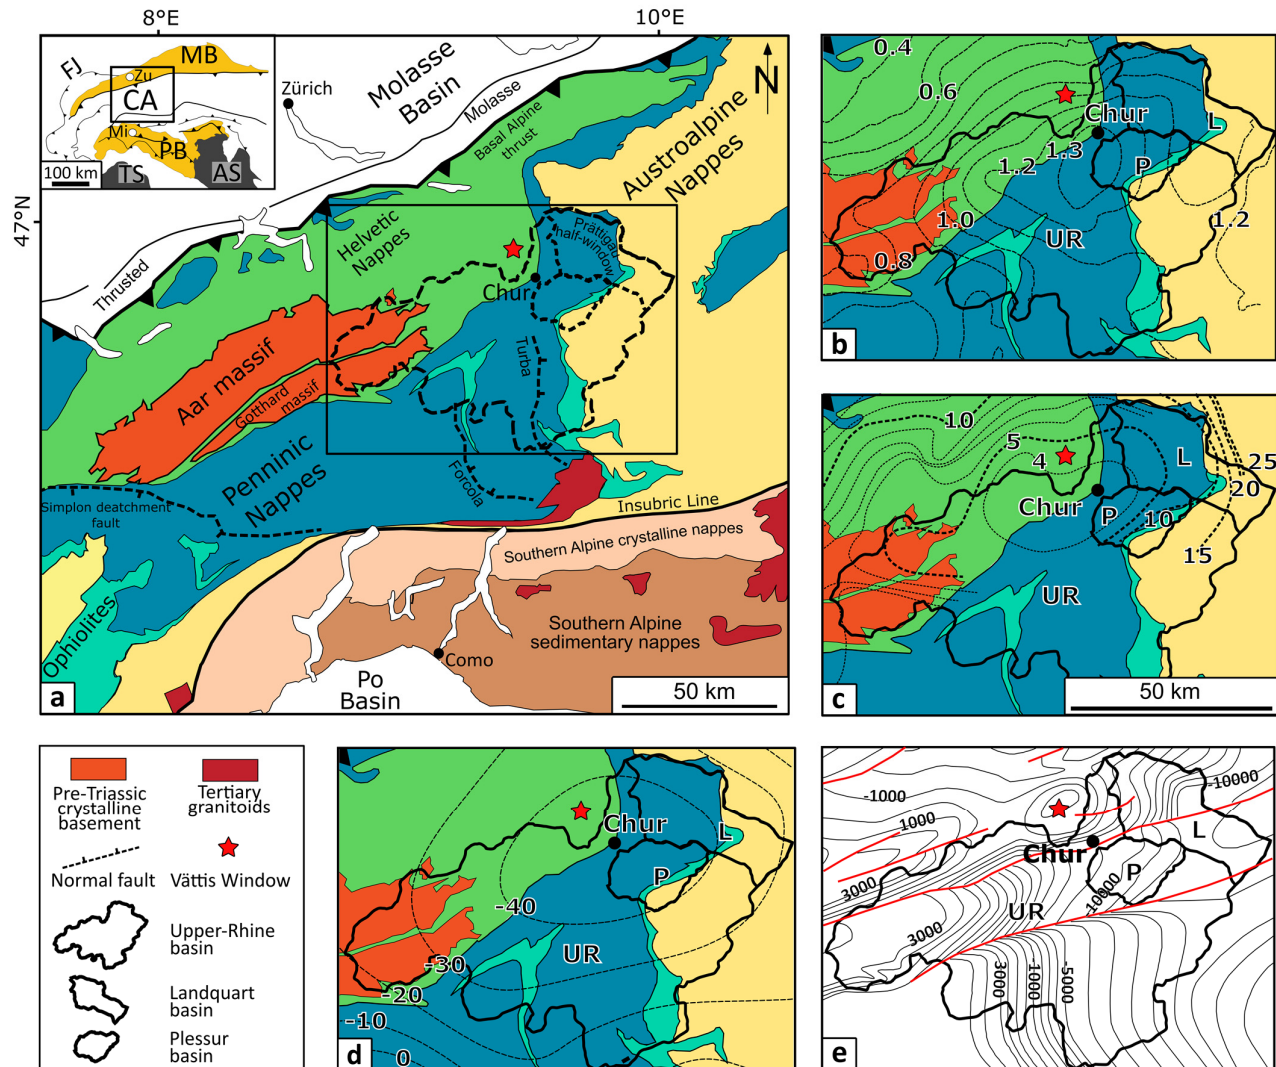 8°E
10°E
47°N
FJ
MB
Zu
CA
Mi
PB
TS
AS
100 km
Zürich
Molasse
Basin
Molasse
Basal Alpine
thrust
N
Austroalpine
Nappes
Helvetic
Nappes
Prättigau
half-window
Thrusted
Chur
Turba
Aar massif
Gotthard
massif
Penninic
Nappes
Forcola
Simplon deatchment
fault
Insubric Line
Southern Alpine crystalline nappes
Ophiolites
Southern Alpine
sedimentary nappes
Como
Po
Basin
50 km
a
0.4
0.6
Chur
L
1.3
1.2
P
1.0
UR
1.2
0.8
b
10
5
4
L
25
20
Chur
P
10
15
UR
50 km
c
Pre-Triassic
crystalline
basement
Tertiary
granitoids
Normal fault
Vättis Window
Upper-Rhine
basin
Landquart
basin
Plessur
basin
Chur
L
P
-40
UR
-30
-20
-10
0
d
-1000
-10000
1000
L
Chur
P
3000
10000
UR
3000
3000
-1000
-5000
e